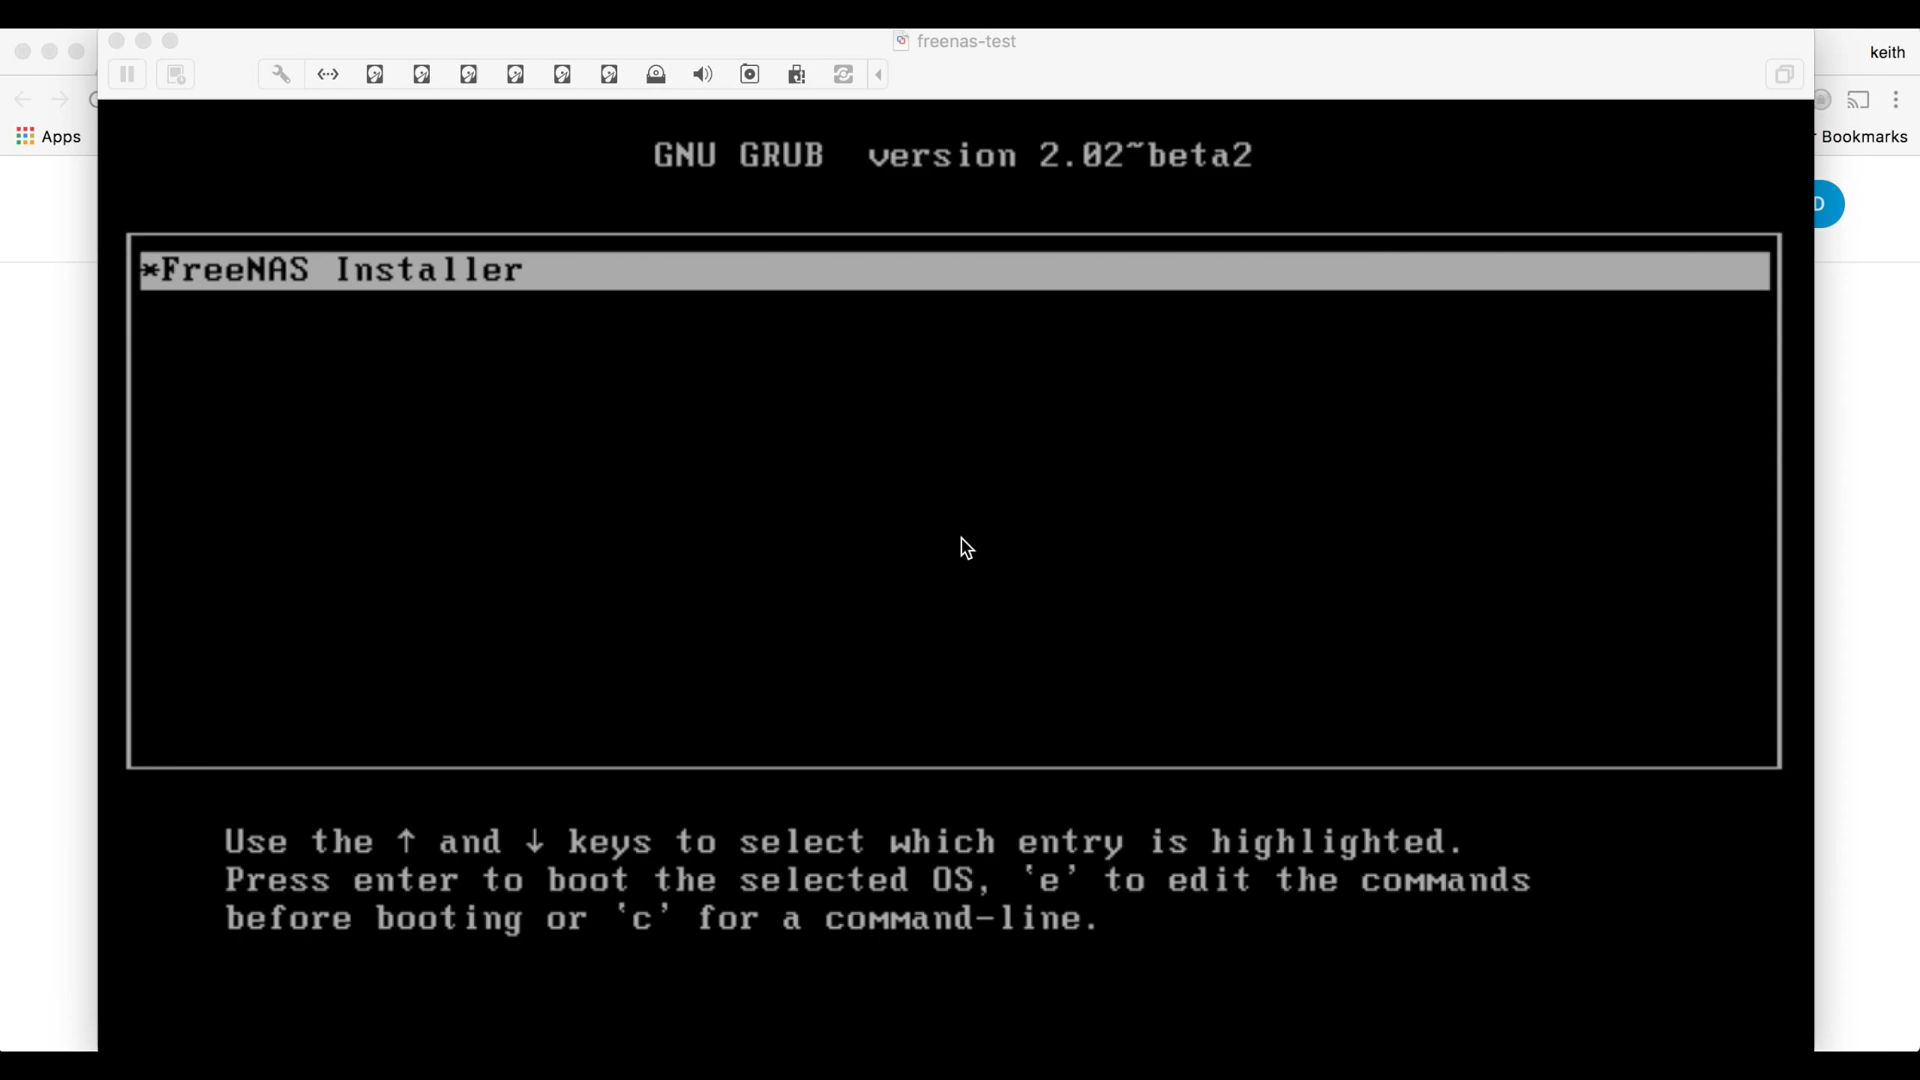 freenas-test
keith
Apps
Bookmarks
D
GNU GRUB version 2.02~beta2
*FreeNAS Installer
Use the ↑ and ↓ keys to select which entry is highlighted.
Press enter to boot the selected OS, `e' to edit the commands
before booting or `c' for a command-line.